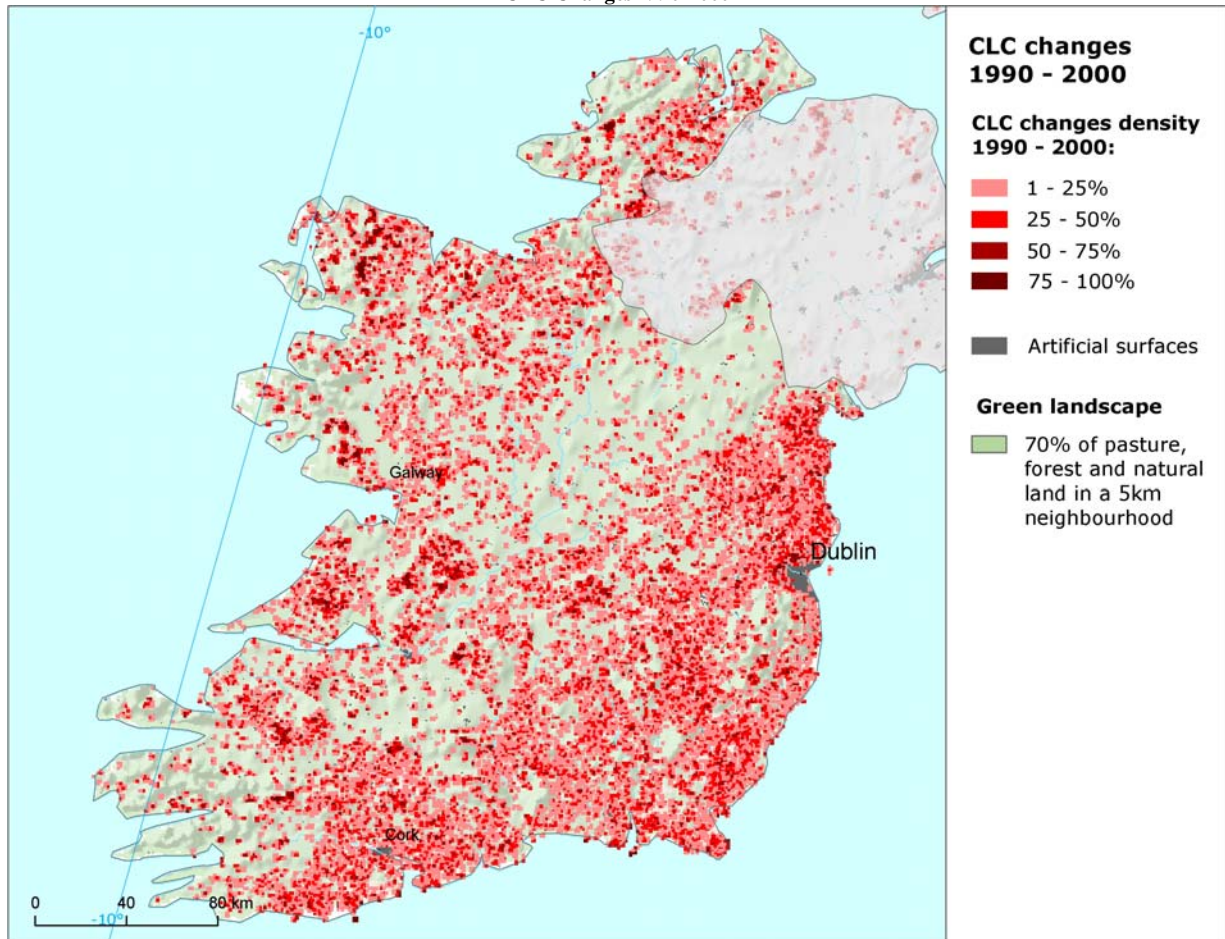 -10°
CLC changes
1990 - 2000
CLC changes density
1990 - 2000:
1 - 25%
25 - 50%
50 - 75%
75 - 100%
Artificial surfaces
Green landscape
70% of pasture,
forest and natural
land in a 5km
neighbourhood
Galway
Dublin
Cork
0 40 80 km
-10°